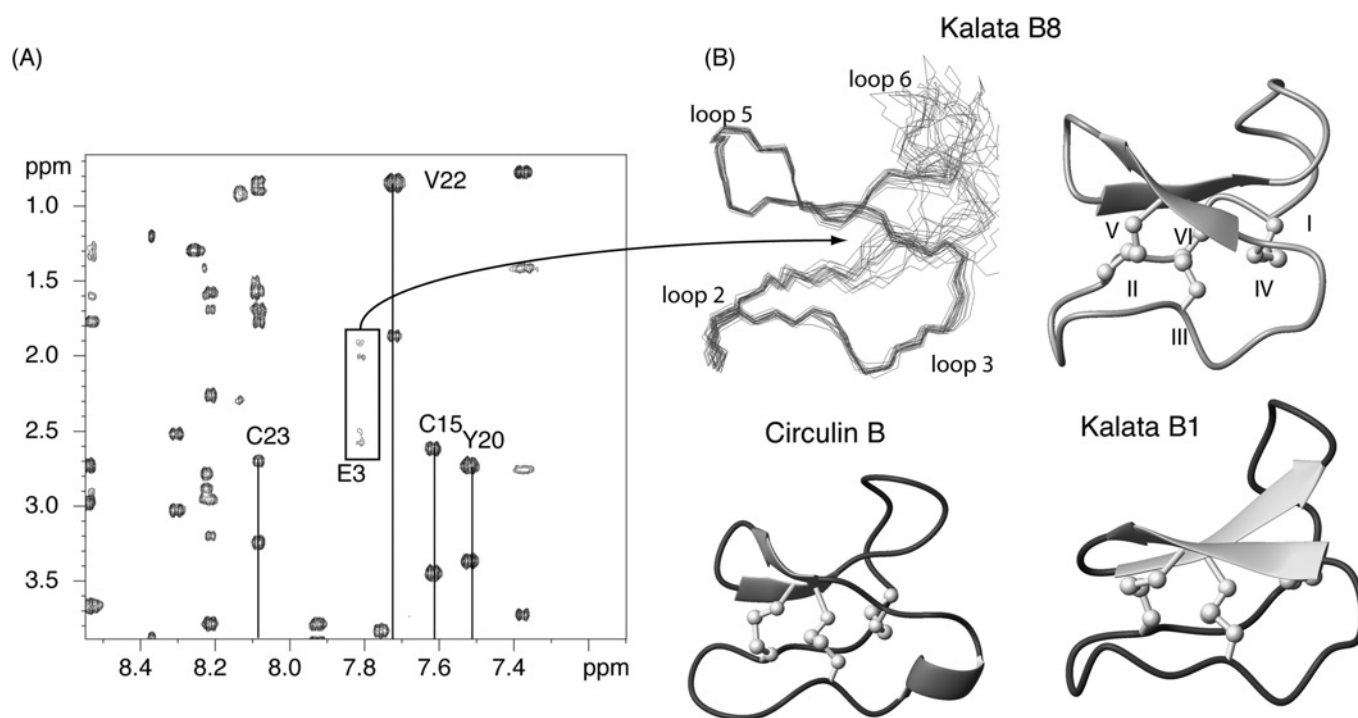 Kalata B8
(A)
(B)
loop 6
loop 5
ppm
V22
1.0
I
V
VI
1.5
II
IV
loop 2
2.0
III
loop 3
2.5
C15
C23
Y20
Circulin B
Kalata B1
E3
3.0
3.5
8.4 8.2 8.0 7.8 7.6 7.4 ppm